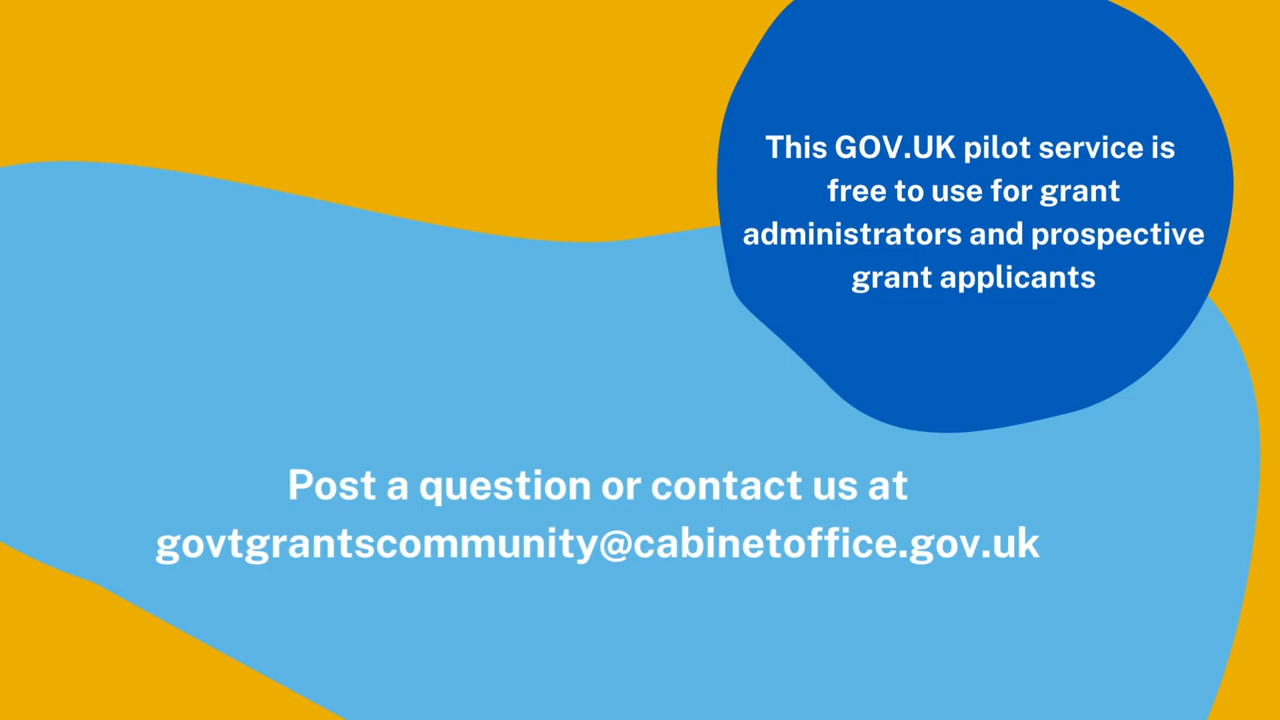 This GOV.UK pilot service is
free to use for grant
administrators and prospective
grant applicants
Post a question or contact us at
govtgrantscommunity@cabinetoffice.gov.uk